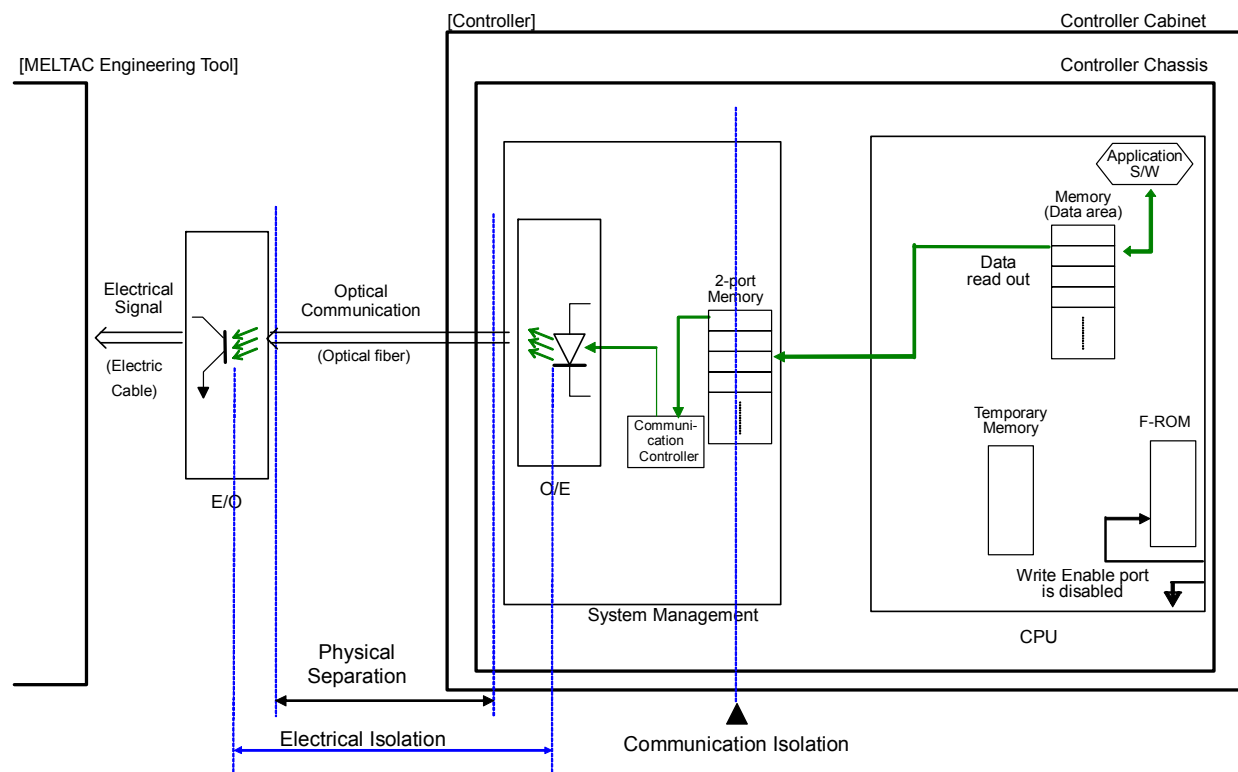 [Controller]
Controller Cabinet
[MELTAC Engineering Tool]
Controller Chassis
Application
S/W
Memory
(Data area)
Data
read out
2-port
Memory
Electrical
Signal
(Electric
Cable)
Optical
Communication
(Optical fiber)
Communi-
cation
Controller
Temporary
Memory
F-ROM
E/O
O/E
Write Enable port
is disabled
System Management
CPU
Physical
Separation
Electrical Isolation
Communication Isolation